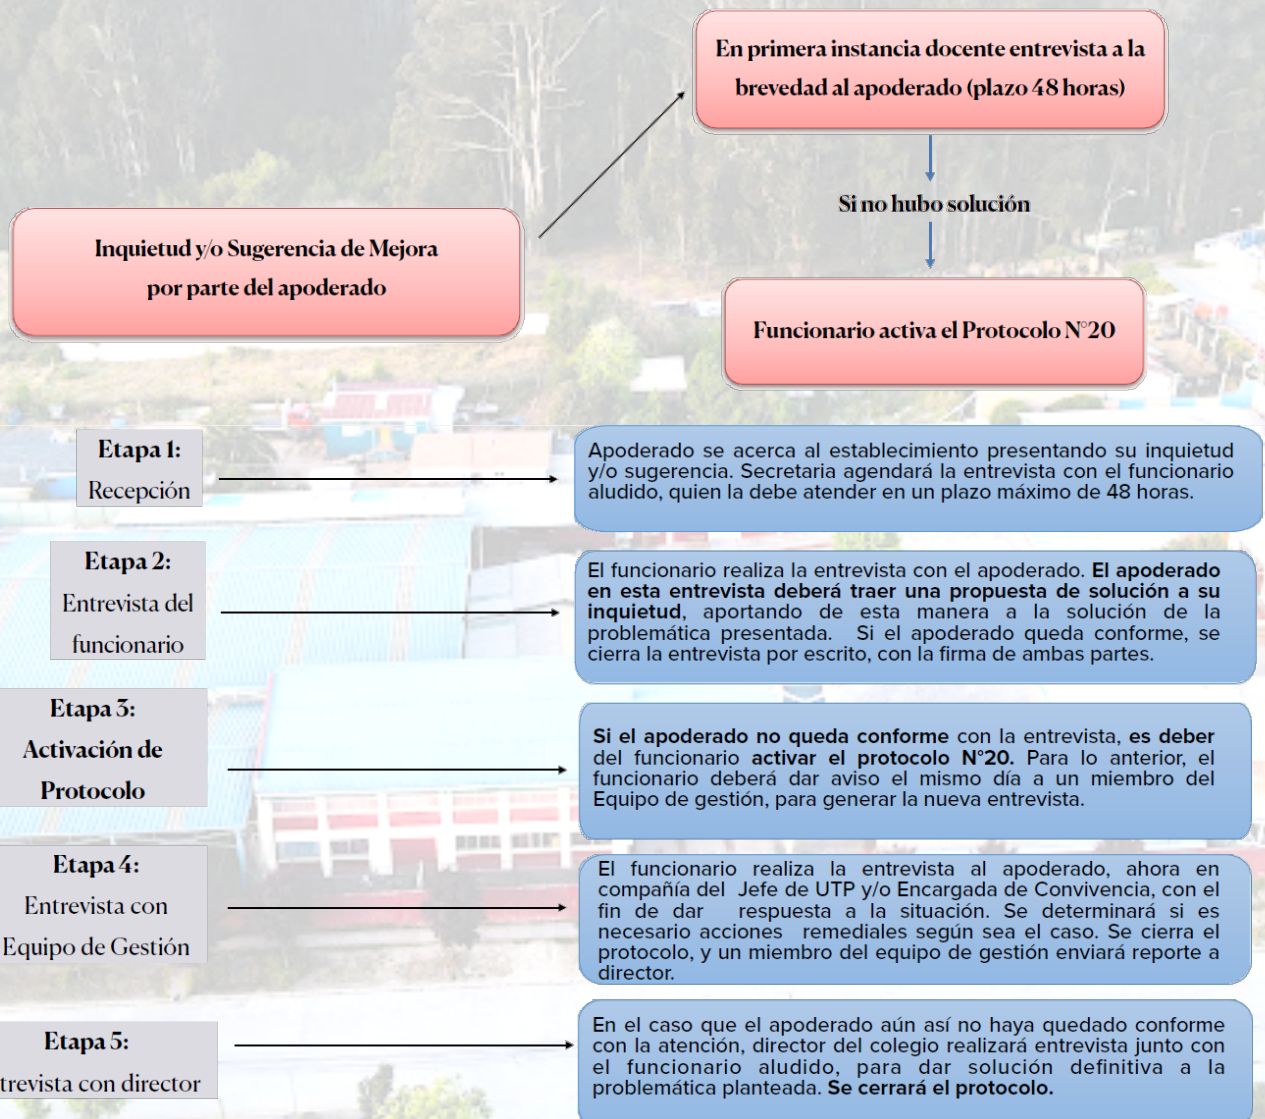 En primera instancia docente entrevista a la
brevedad al apoderado (plazo 48 horas)
Si no hubo solución
Inquietud y/o Sugerencia de Mejora
por parte del apoderado
Funcionario activa el Protocolo N°20
Etapa 1:
Recepción
Apoderado se acerca al establecimiento presentando su inquietud
y/o sugerencia. Secretaria agendará la entrevista con el funcionario
aludido, quien la debe atender en un plazo máximo de 48 horas.
Etapa 2:
Entrevista del
funcionario
El funcionario realiza la entrevista con el apoderado. El apoderado
en esta entrevista deberá traer una propuesta de solución a su
inquietud, aportando de esta manera a la solución de la
problemática presentada. Si el apoderado queda conforme, se
cierra la entrevista por escrito, con la firma de ambas partes.
Etapa 3:
Activación de
Protocolo
Si el apoderado no queda conforme con la entrevista, es deber
del funcionario activar el protocolo N°20. Para lo anterior, el
funcionario deberá dar aviso el mismo día a un miembro del
Equipo de gestión, para generar la nueva entrevista.
Etapa 4:
Entrevista con
Equipo de Gestión
El funcionario realiza la entrevista al apoderado, ahora en
compañía del Jefe de UTP y/o Encargada de Convivencia, con el
fin de dar respuesta a la situación. Se determinará si es
necesario acciones remediales según sea el caso. Se cierra el
protocolo, y un miembro del equipo de gestión enviará reporte a
director.
Etapa 5:
trevista con director
En el caso que el apoderado aún así no haya quedado conforme
con la atención, director del colegio realizará entrevista junto con
el funcionario aludido, para dar solución definitiva a la
problemática planteada. Se cerrará el protocolo.